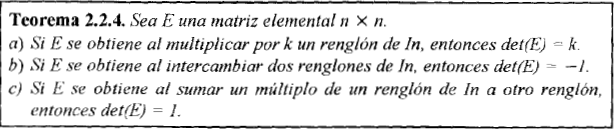 Teorema 2.2.4. Sea E una matriz elemental n × n.
a) Si E se obtiene al multiplicar por k un renglón de In, entonces det(E) = k.
b) Si E se obtiene al intercambiar dos renglones de In, entonces det(E) = −1.
c) Si E se obtiene al sumar un múltiplo de un renglón de In a otro renglón,
entonces det(E) = 1.